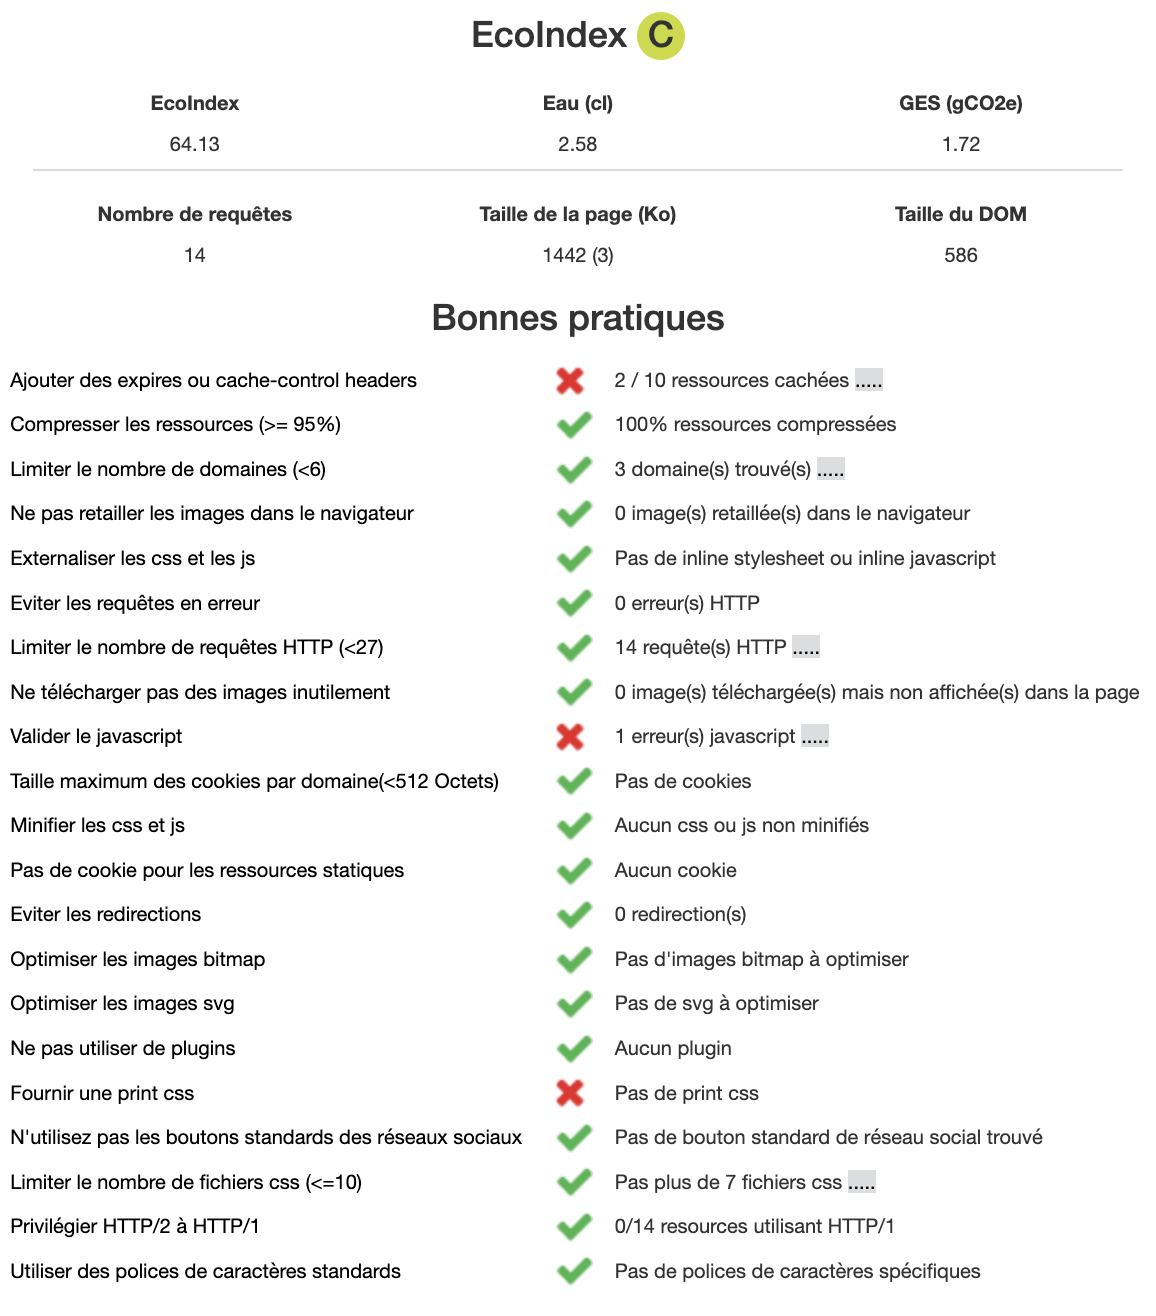 EcoIndex C
EcoIndex Eau (cl) GES (gCO2e)
64.13 2.58 1.72
Nombre de requêtes Taille de la page (Ko) Taille du DOM
14 1442 (3) 586
Bonnes pratiques
Ajouter des expires ou cache-control headers 2 / 10 ressources cachées .....
Compresser les ressources (>= 95%) 100% ressources compressées
Limiter le nombre de domaines (<6) 3 domaine(s) trouvé(s) .....
Ne pas retailler les images dans le navigateur 0 image(s) retaillée(s) dans le navigateur
Externaliser les css et les js Pas de inline stylesheet ou inline javascript
Eviter les requêtes en erreur 0 erreur(s) HTTP
Limiter le nombre de requêtes HTTP (<27) 14 requête(s) HTTP .....
Ne télécharger pas des images inutilement 0 image(s) téléchargée(s) mais non affichée(s) dans la page
Valider le javascript 1 erreur(s) javascript .....
Taille maximum des cookies par domaine(<512 Octets) Pas de cookies
Minifier les css et js Aucun css ou js non minifiés
Pas de cookie pour les ressources statiques Aucun cookie
Eviter les redirections 0 redirection(s)
Optimiser les images bitmap Pas d'images bitmap à optimiser
Optimiser les images svg Pas de svg à optimiser
Ne pas utiliser de plugins Aucun plugin
Fournir une print css Pas de print css
N'utilisez pas les boutons standards des réseaux sociaux Pas de bouton standard de réseau social trouvé
Limiter le nombre de fichiers css (<=10) Pas plus de 7 fichiers css .....
Privilégier HTTP/2 à HTTP/1 0/14 resources utilisant HTTP/1
Utiliser des polices de caractères standards Pas de polices de caractères spécifiques